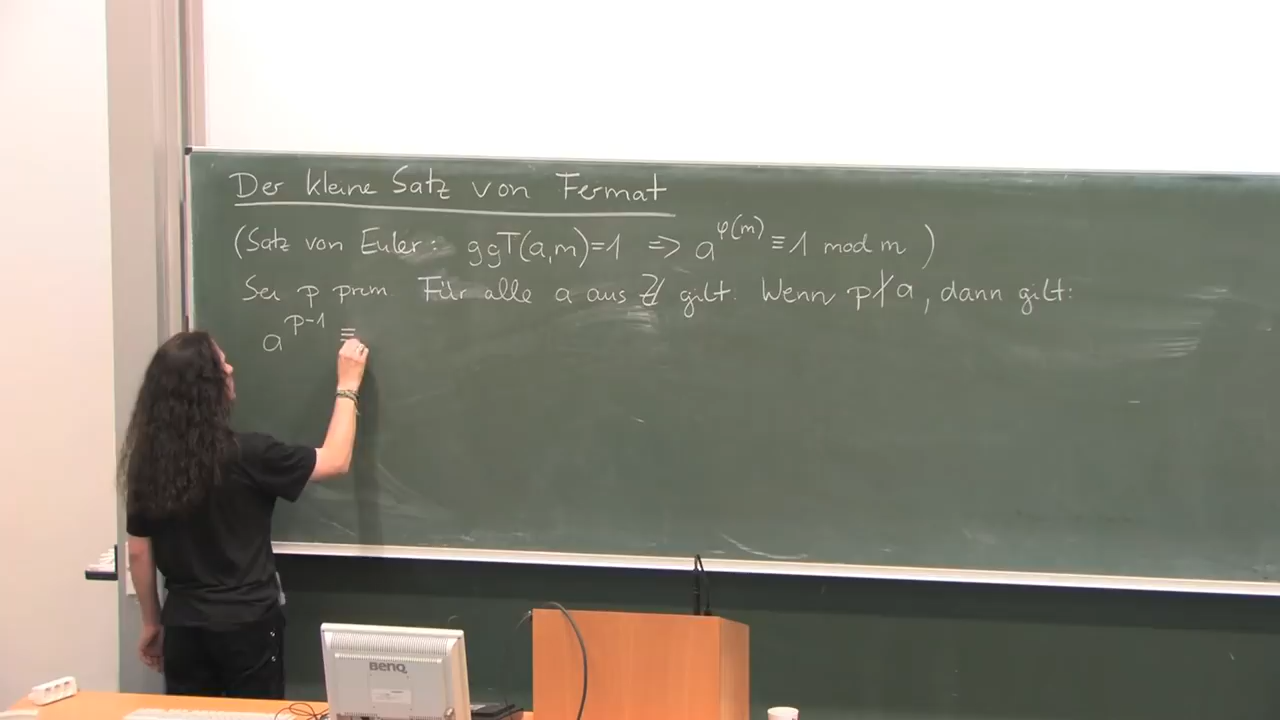 Der kleine Satz von Fermat
(Satz von Euler: ggT(a,m)=1 => a^φ(m) ≡ 1 mod m )
Sei p prim. Für alle a aus ℤ gilt. Wenn p∤a, dann gilt:
a^p-1 ≡
BENQ